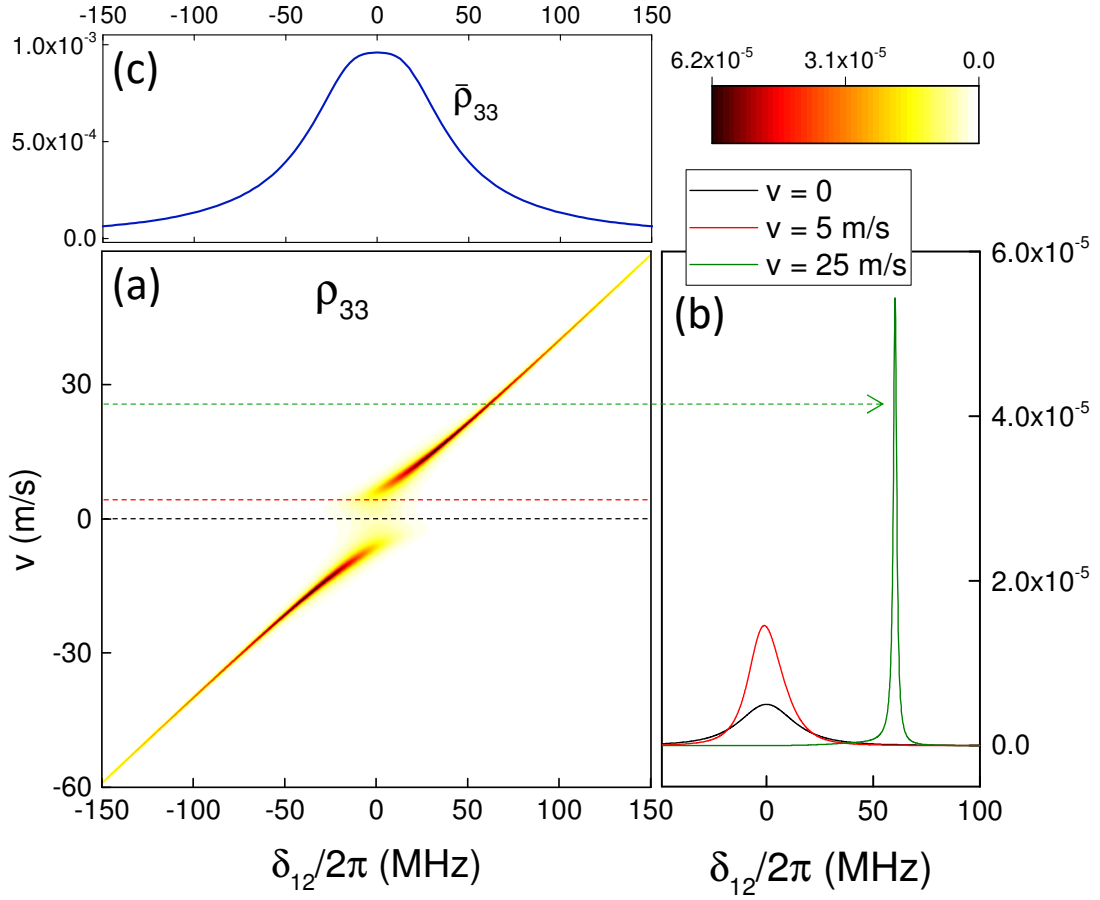 -150 -100 -50 0 50 100 150
1.0x10⁻³
5.0x10⁻⁴
0.0
(c)
ρ̄₃₃
6.2x10⁻⁵ 3.1x10⁻⁵ 0.0
v = 0
v = 5 m/s
v = 25 m/s
(a)
ρ₃₃
30
0
-30
-60
v (m/s)
-150 -100 -50 0 50 100 150
δ₁₂/2π (MHz)
(b)
6.0x10⁻⁵
4.0x10⁻⁵
2.0x10⁻⁵
0.0
0 50 100
δ₁₂/2π (MHz)